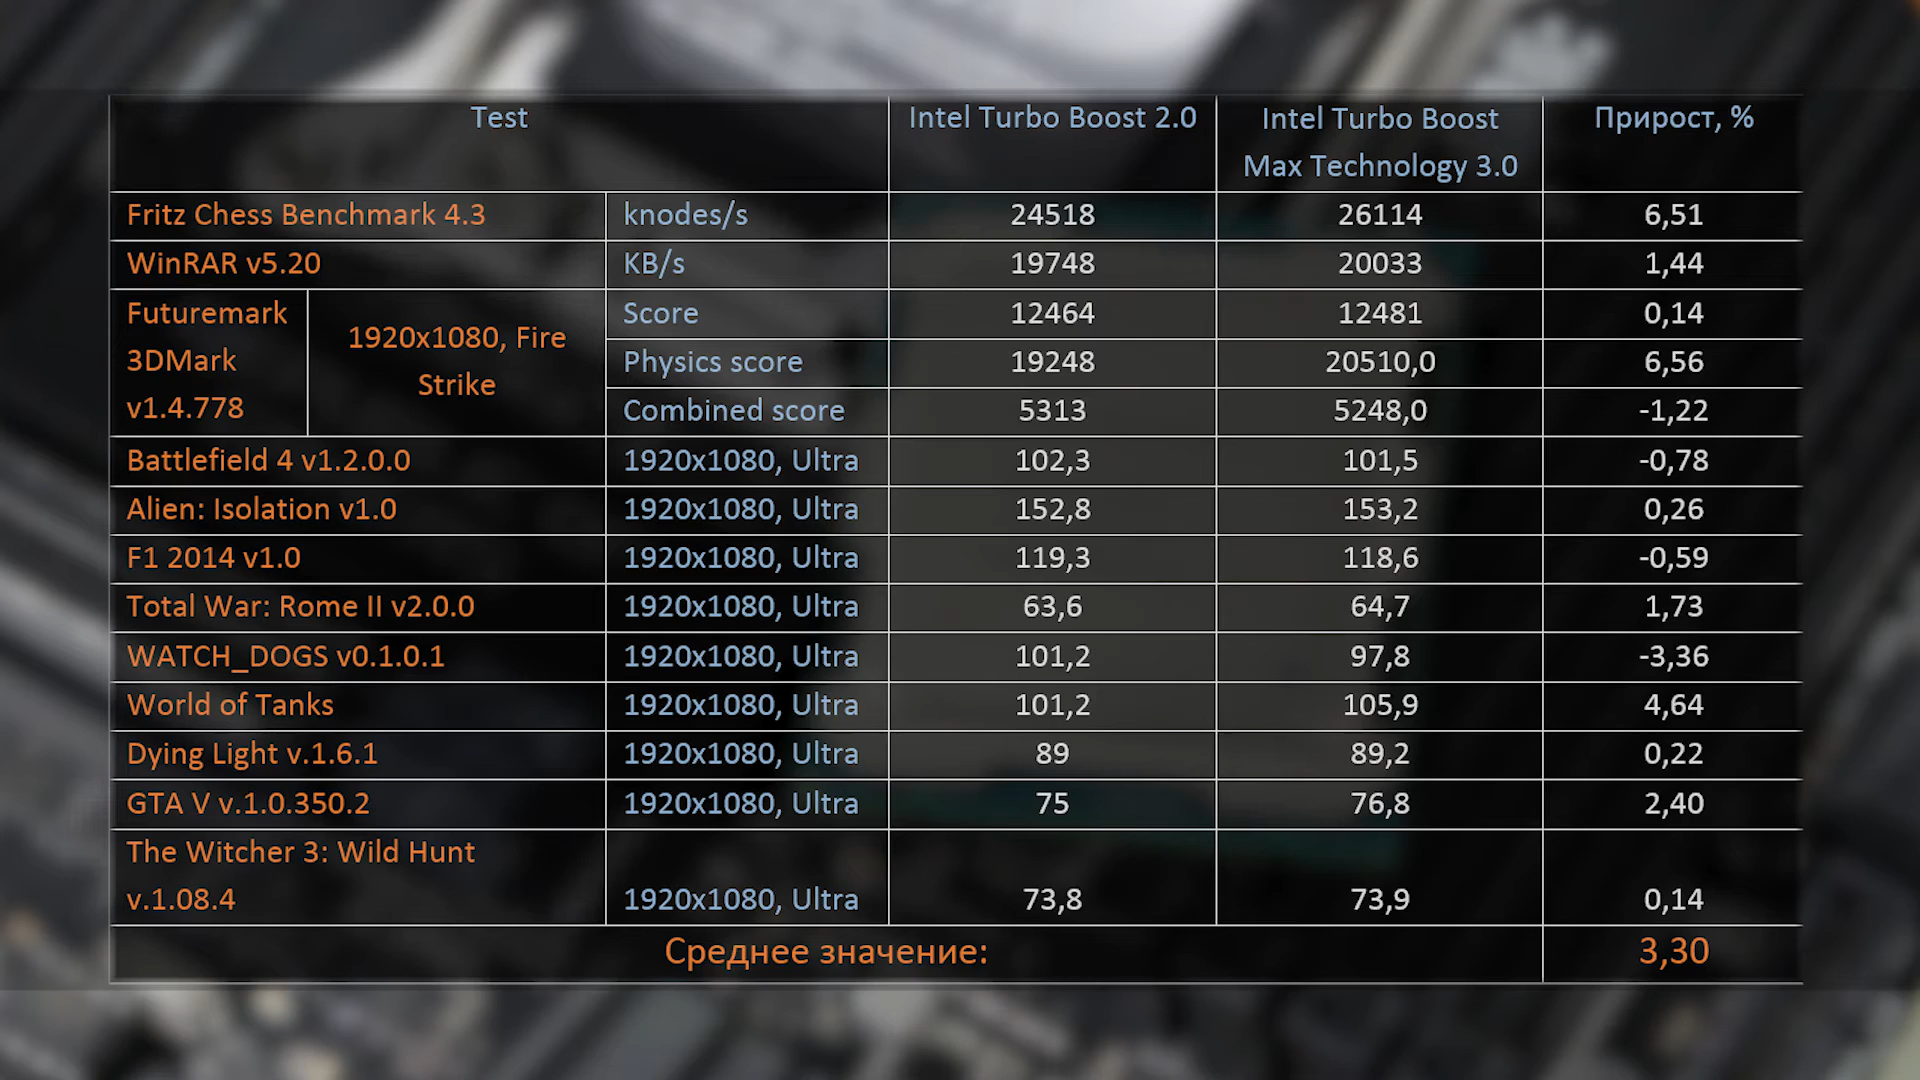 Test Intel Turbo Boost 2.0 Intel Turbo Boost Прирост, %
Max Technology 3.0
Fritz Chess Benchmark 4.3 knodes/s 24518 26114 6,51
WinRAR v5.20 KB/s 19748 20033 1,44
Futuremark
3DMark
v1.4.778
1920x1080, Fire
Strike
Score 12464 12481 0,14
Physics score 19248 20510,0 6,56
Combined score 5313 5248,0 -1,22
Battlefield 4 v1.2.0.0 1920x1080, Ultra 102,3 101,5 -0,78
Alien: Isolation v1.0 1920x1080, Ultra 152,8 153,2 0,26
F1 2014 v1.0 1920x1080, Ultra 119,3 118,6 -0,59
Total War: Rome II v2.0.0 1920x1080, Ultra 63,6 64,7 1,73
WATCH_DOGS v0.1.0.1 1920x1080, Ultra 101,2 97,8 -3,36
World of Tanks 1920x1080, Ultra 101,2 105,9 4,64
Dying Light v.1.6.1 1920x1080, Ultra 89 89,2 0,22
GTA V v.1.0.350.2 1920x1080, Ultra 75 76,8 2,40
The Witcher 3: Wild Hunt
v.1.08.4 1920x1080, Ultra 73,8 73,9 0,14
Среднее значение: 3,30